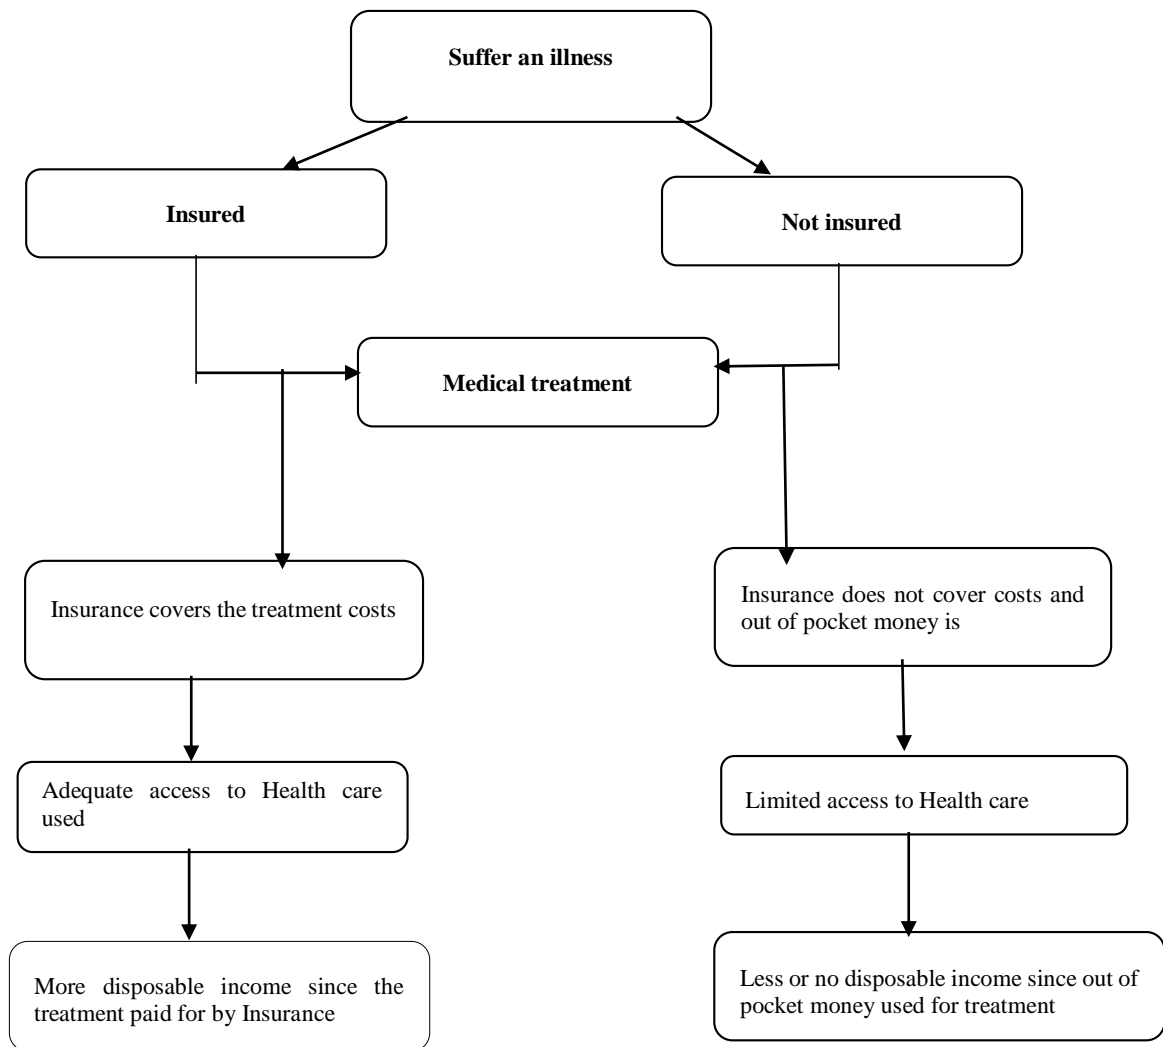 Suffer an illness
Insured
Not insured
Medical treatment
Insurance covers the treatment costs
Insurance does not cover costs and
out of pocket money is
Adequate access to Health care
used
Limited access to Health care
More disposable income since the
treatment paid for by Insurance
Less or no disposable income since out of
pocket money used for treatment